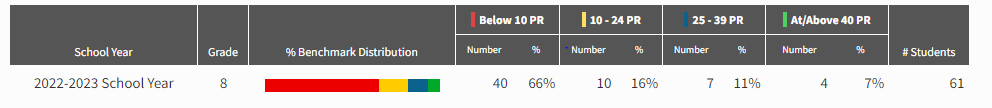 Below 10 PR 10 - 24 PR 25 - 39 PR At/Above 40 PR
School Year Grade % Benchmark Distribution Number % Number % Number % Number % # Students
2022-2023 School Year 8 40 66% 10 16% 7 11% 4 7% 61